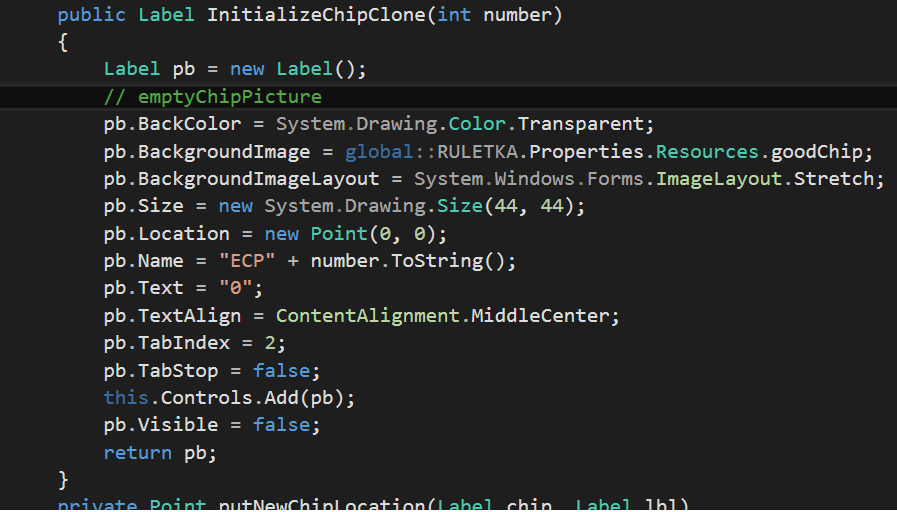 public Label InitializeChipClone(int number)
{
Label pb = new Label();
// emptyChipPicture
pb.BackColor = System.Drawing.Color.Transparent;
pb.BackgroundImage = global::RULETKA.Properties.Resources.goodChip;
pb.BackgroundImageLayout = System.Windows.Forms.ImageLayout.Stretch;
pb.Size = new System.Drawing.Size(44, 44);
pb.Location = new Point(0, 0);
pb.Name = "ECP" + number.ToString();
pb.Text = "0";
pb.TextAlign = ContentAlignment.MiddleCenter;
pb.TabIndex = 2;
pb.TabStop = false;
this.Controls.Add(pb);
pb.Visible = false;
return pb;
}
private Point putNewChipLocation(Label chip, Label lbl)